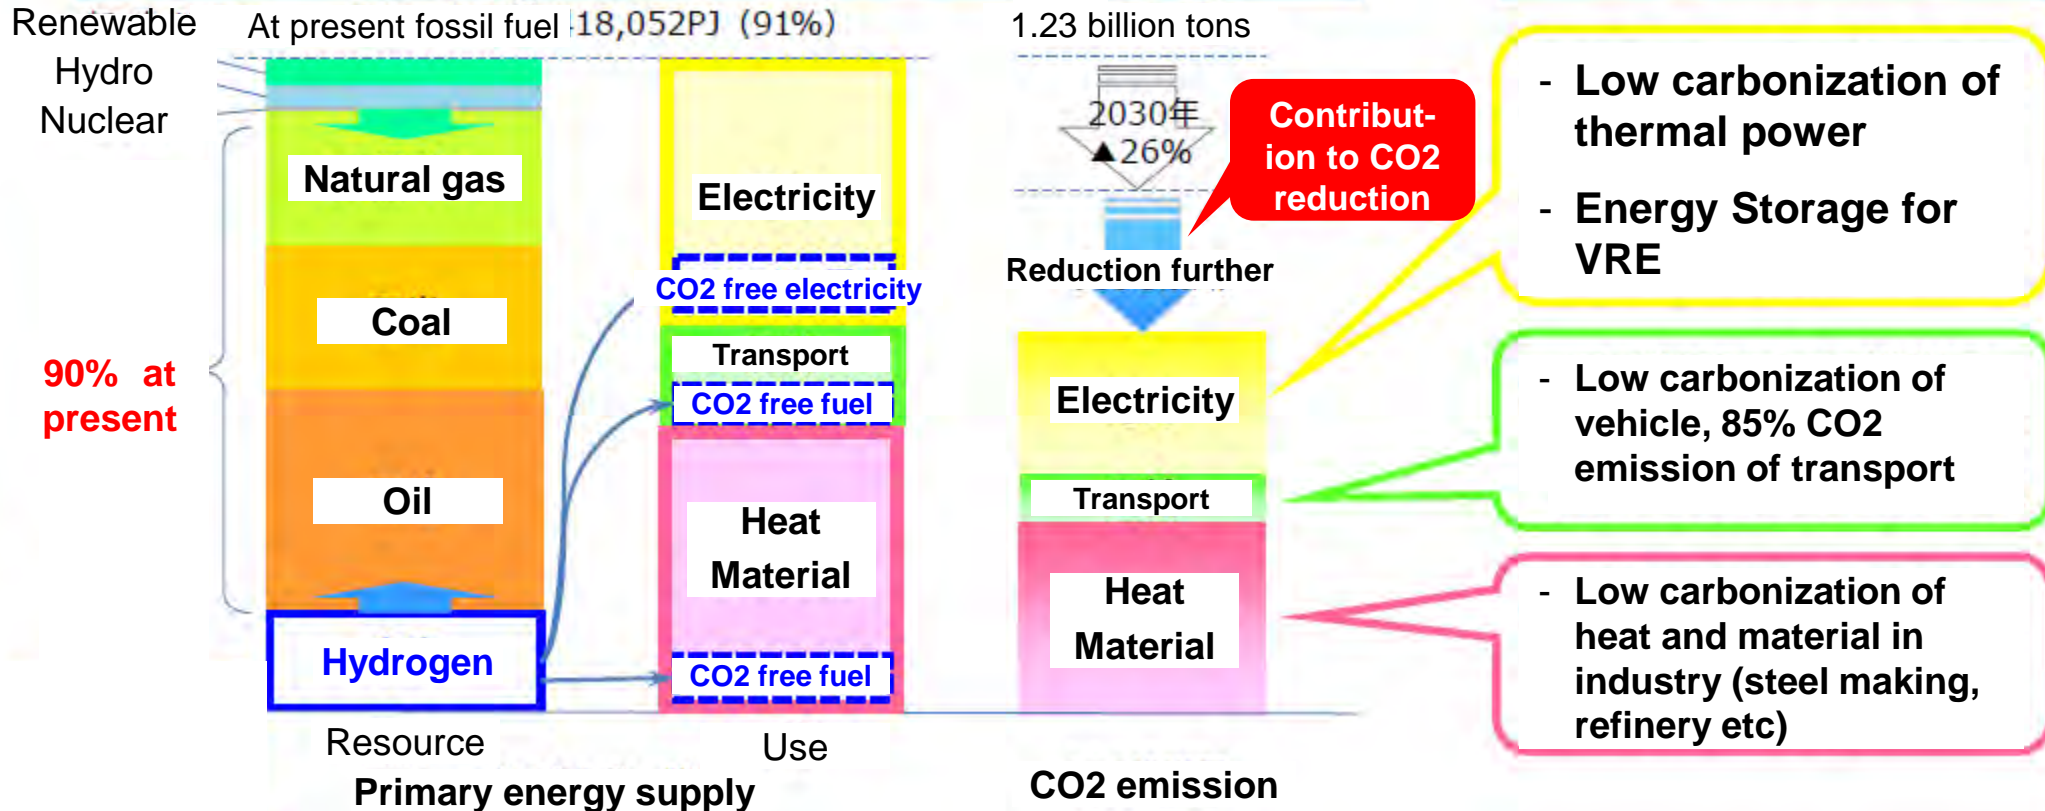 Renewable
Hydro
Nuclear
At present fossil fuel
18,052PJ (91%)
1.23 billion tons
90% at
present
Natural gas
Coal
Oil
Hydrogen
Electricity
CO2 free electricity
Transport
CO2 free fuel
Heat
Material
CO2 free fuel
Resource
Use
Primary energy supply
2030年
▲26%
Contribut-
ion to CO2
reduction
Reduction further
Electricity
Transport
Heat
Material
CO2 emission
- Low carbonization of
thermal power
- Energy Storage for
VRE
- Low carbonization of
vehicle, 85% CO2
emission of transport
- Low carbonization of
heat and material in
industry (steel making,
refinery etc)